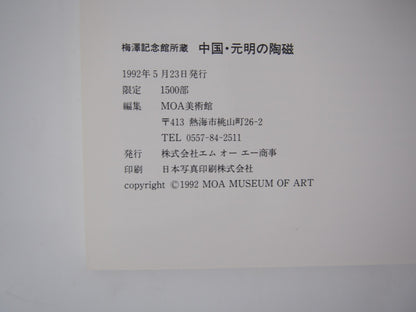 梅澤記念館所蔵 中国・元明の陶磁
1992年5月23日発行
限定 1500部
編集 MOA美術館
〒413 熱海市桃山町26-2
TEL 0557-84-2511
発行 株式会社エム オー エー商事
印刷 日本写真印刷株式会社
copyright ©1992 MOA MUSEUM OF ART